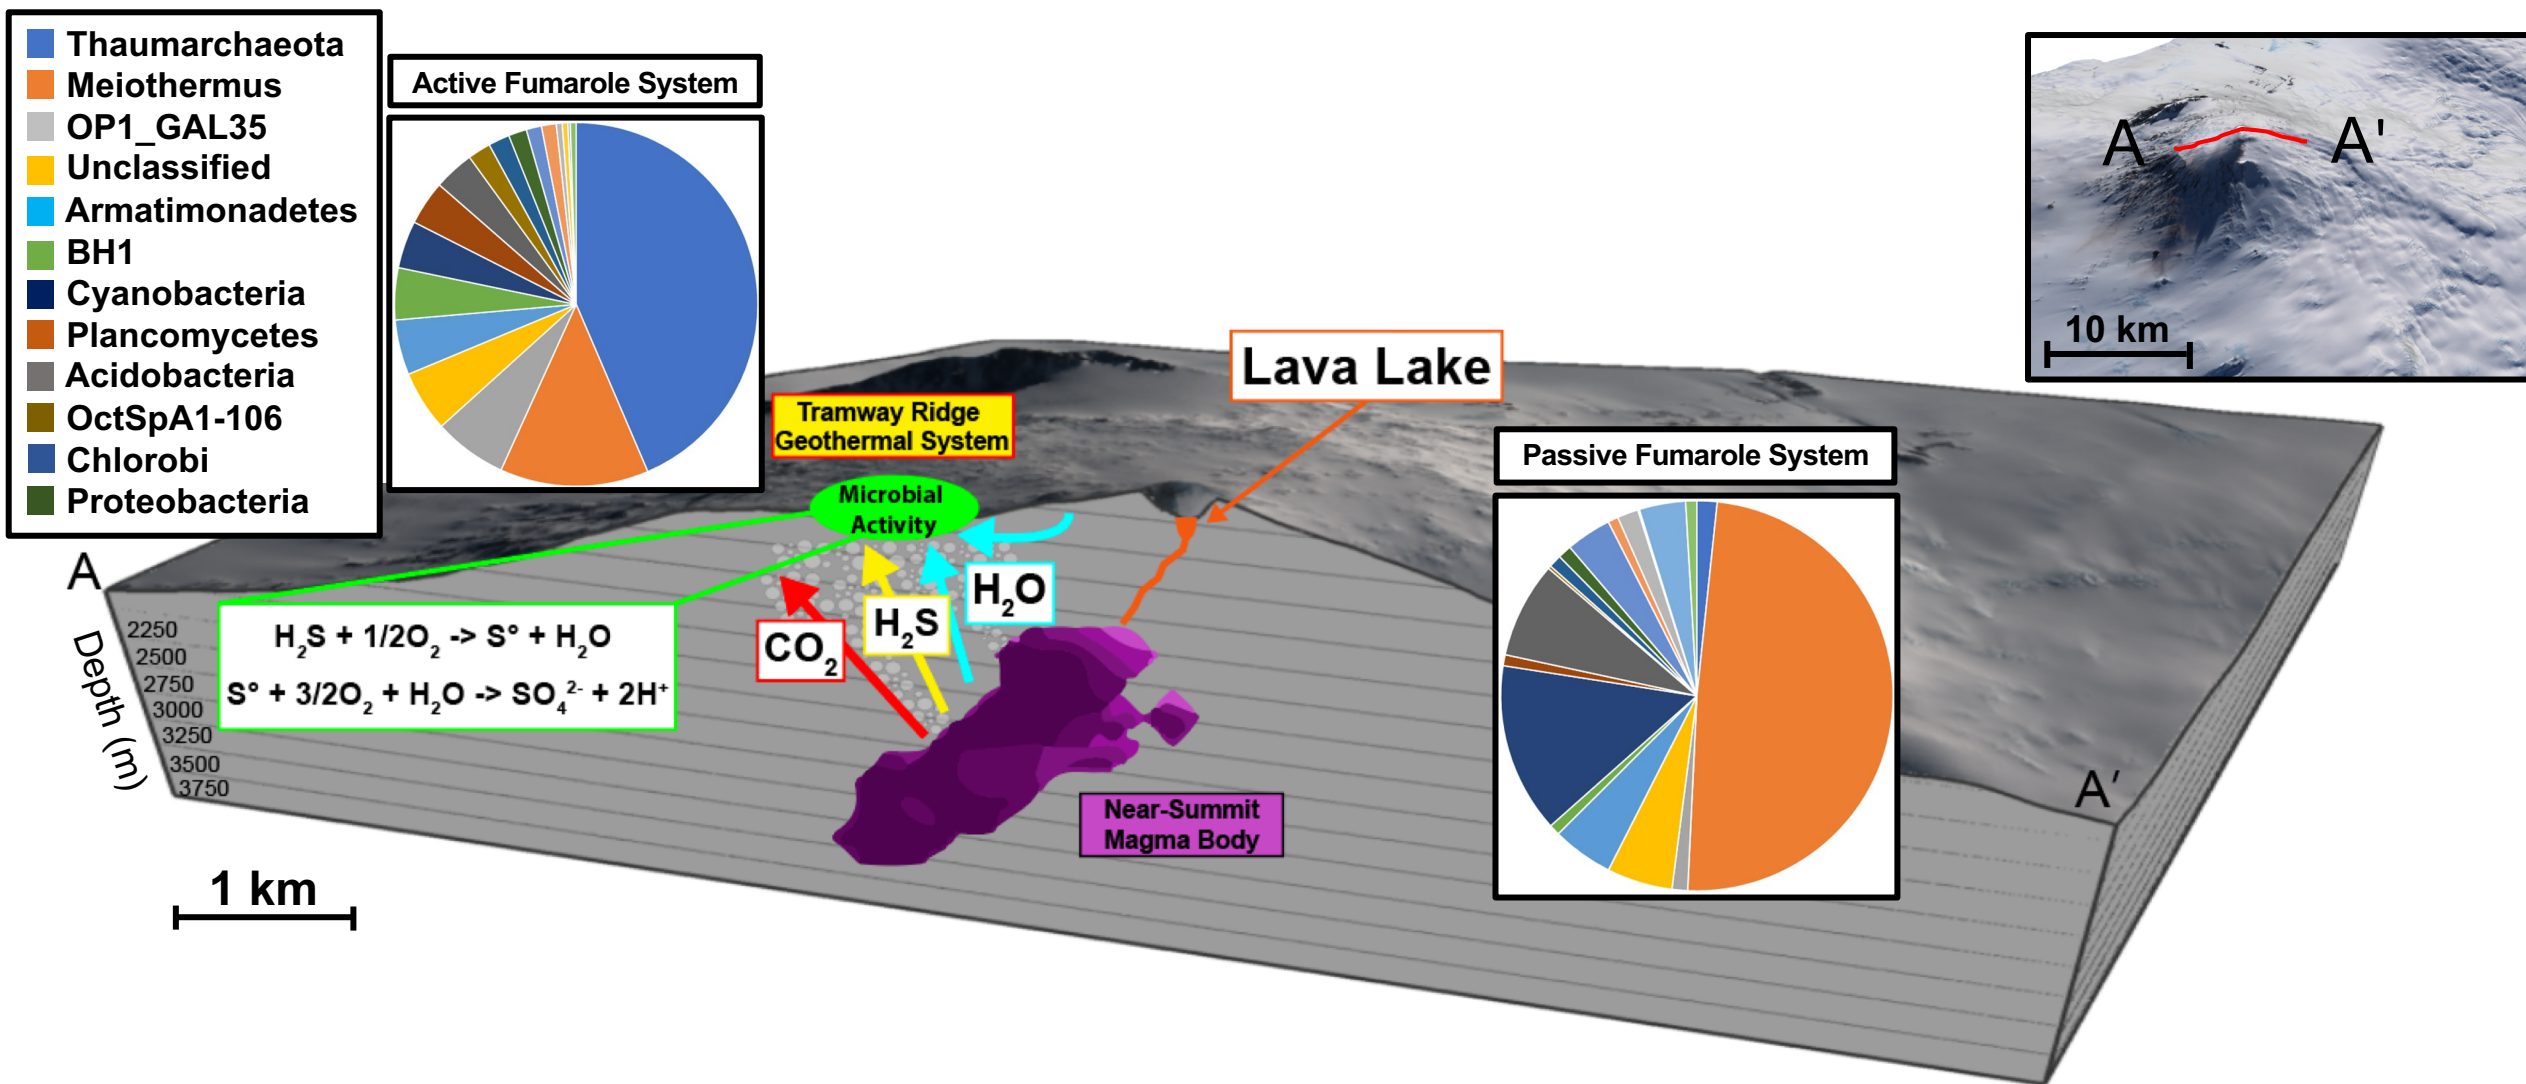 Thaumarchaeota
Meiothermus
OP1_GAL35
Unclassified
Armatimonadetes
BH1
Cyanobacteria
Plancomycetes
Acidobacteria
OctSpA1-106
Chlorobi
Proteobacteria
Active Fumarole System
A
A'
10 km
Lava Lake
Tramway Ridge
Geothermal System
Passive Fumarole System
Microbial
Activity
A
H₂O
H₂S
CO₂
H₂S + 1/2O₂ -> S° + H₂O
S° + 3/2O₂ + H₂O -> SO₄²⁻ + 2H⁺
Depth (m)
2250
2500
2750
3000
3250
3500
3750
A'
Near-Summit
Magma Body
1 km